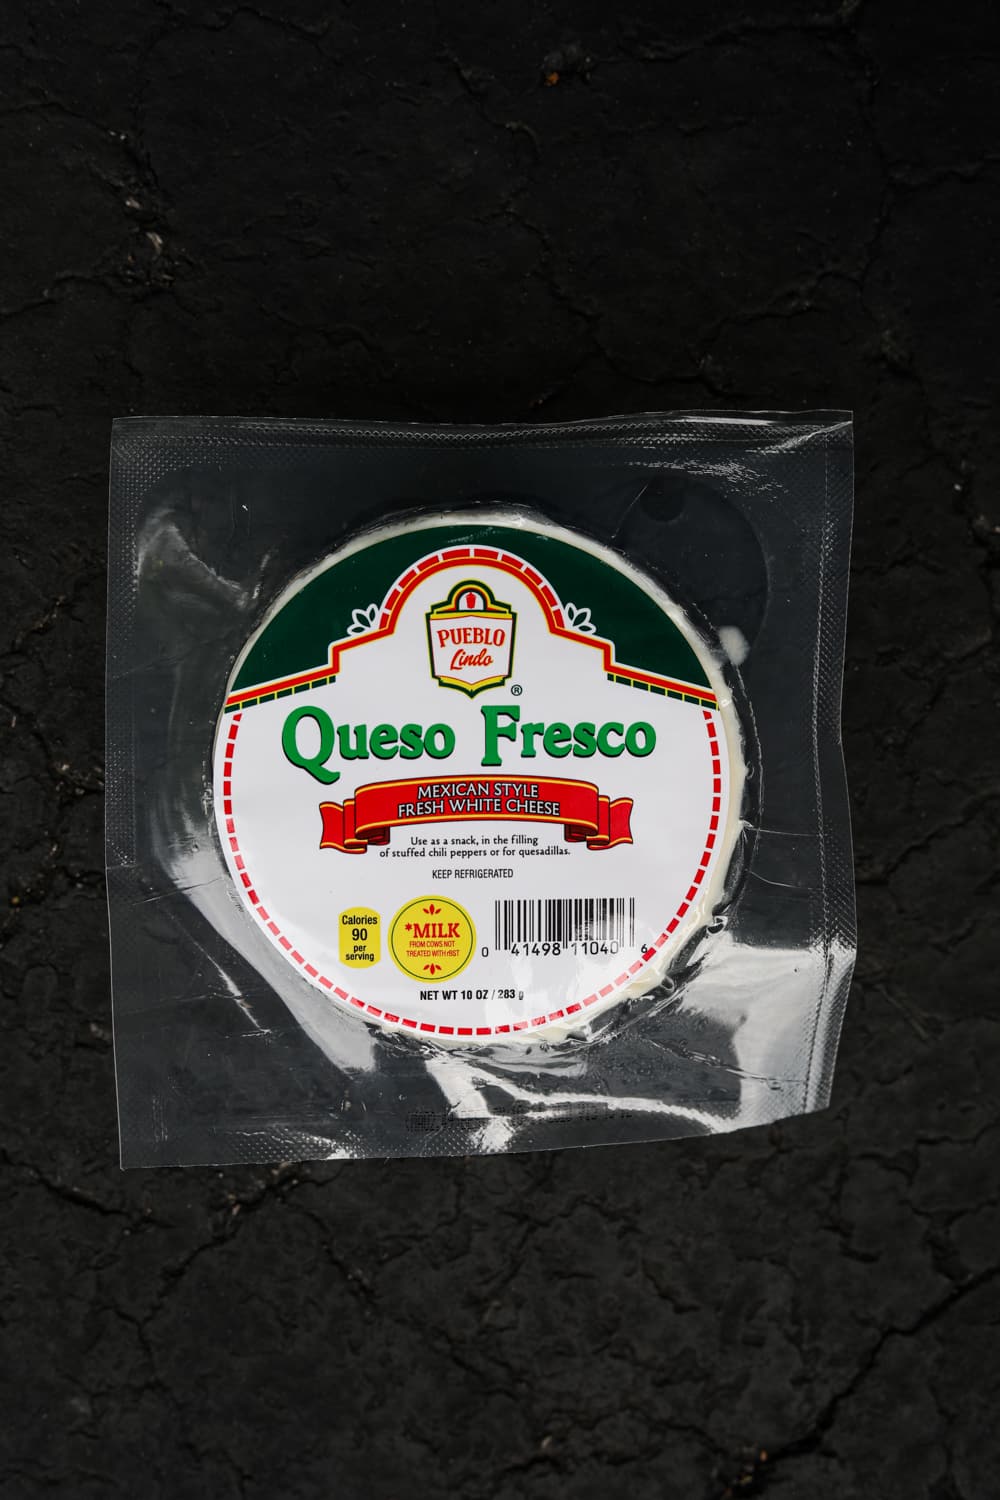 PUEBLO
Lindo
®
Queso Fresco
MEXICAN STYLE
FRESH WHITE CHEESE
Use as a snack, in the filling
of stuffed chili peppers or for quesadillas.
KEEP REFRIGERATED
Calories
90
per
serving
*MILK
FROM COWS NOT
TREATED WITH rBST
0 41498 11040 6
NET WT 10 OZ / 283 g